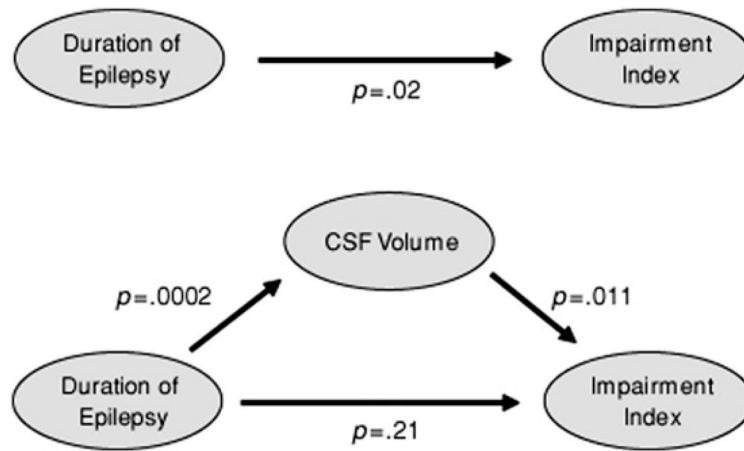 Duration of
Epilepsy
p=.02
Impairment
Index
CSF Volume
p=.0002
p=.011
Duration of
Epilepsy
p=.21
Impairment
Index